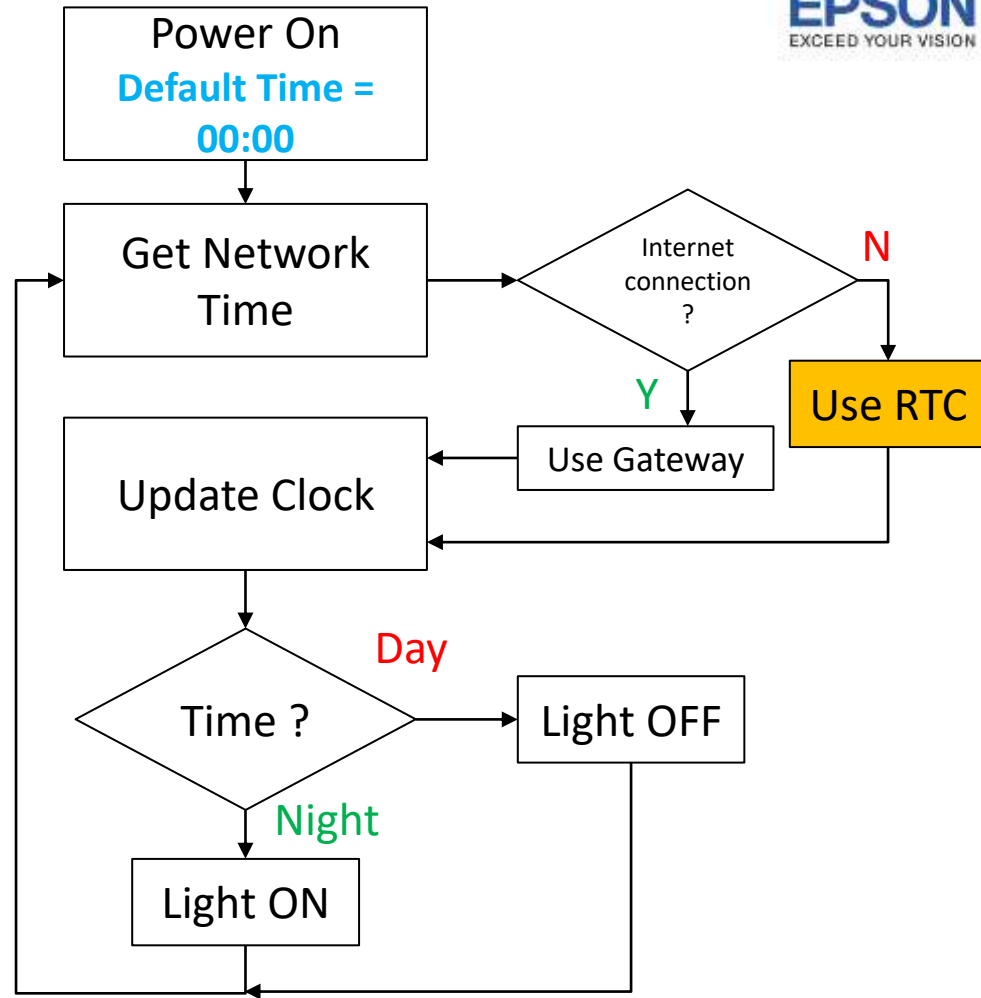 EPSON
EXCEED YOUR VISION
Power On
Default Time =
00:00
Get Network
Time
Internet
connection
?
N
Y
Use RTC
Use Gateway
Update Clock
Day
Time ?
Light OFF
Night
Light ON